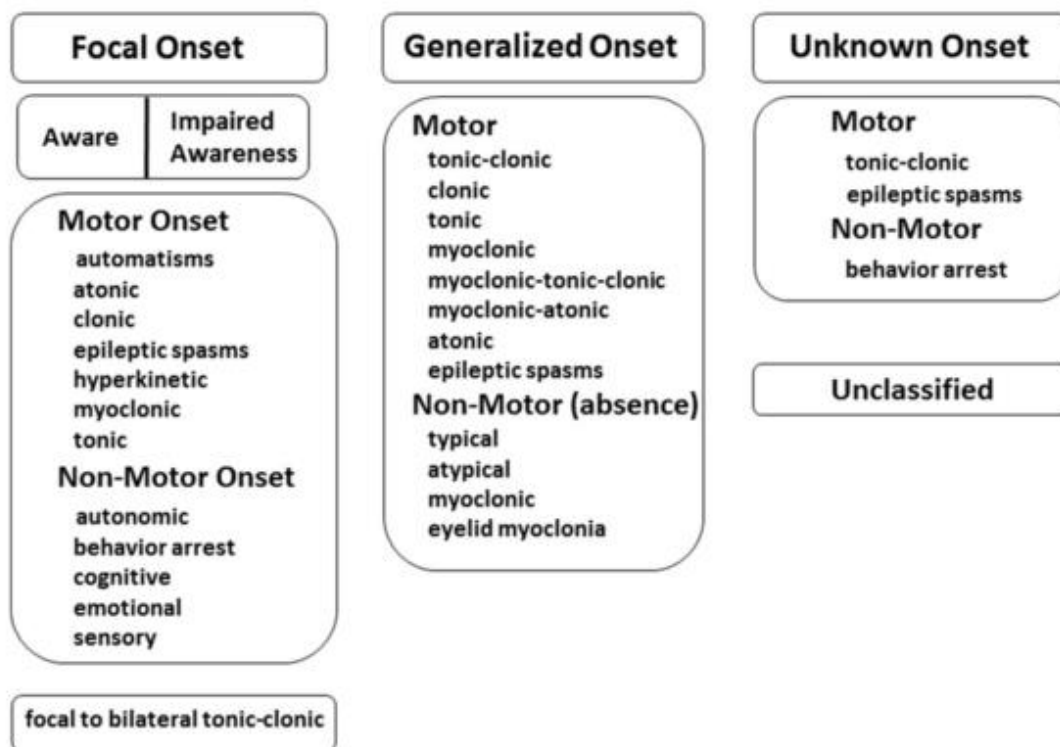 Focal Onset
Aware
Impaired
Awareness
Motor Onset
automatisms
atonic
clonic
epileptic spasms
hyperkinetic
myoclonic
tonic
Non-Motor Onset
autonomic
behavior arrest
cognitive
emotional
sensory
focal to bilateral tonic-clonic
Generalized Onset
Motor
tonic-clonic
clonic
tonic
myoclonic
myoclonic-tonic-clonic
myoclonic-atonic
atonic
epileptic spasms
Non-Motor (absence)
typical
atypical
myoclonic
eyelid myoclonia
Unknown Onset
Motor
tonic-clonic
epileptic spasms
Non-Motor
behavior arrest
Unclassified